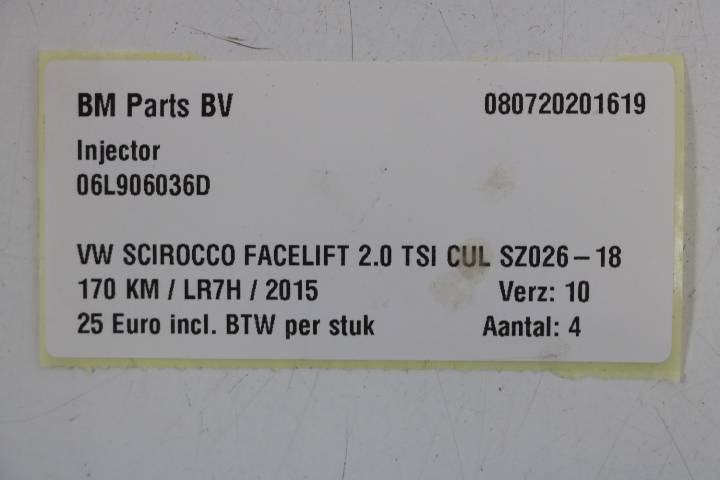 BM Parts BV 080720201619
Injector
06L906036D
VW SCIROCCO FACELIFT 2.0 TSI CUL SZ026-18
170 KM / LR7H / 2015 Verz: 10
25 Euro incl. BTW per stuk Aantal: 4